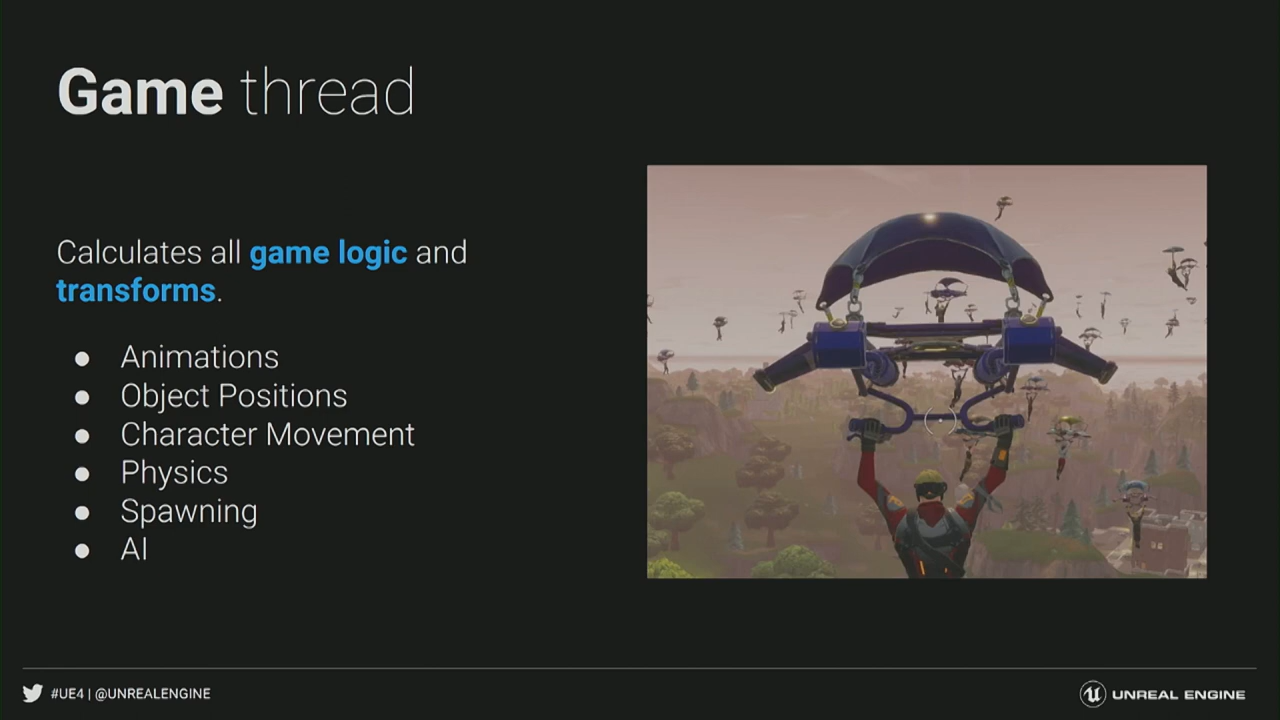 Game thread
Calculates all game logic and
transforms.
● Animations
● Object Positions
● Character Movement
● Physics
● Spawning
● AI
#UE4 | @UNREALENGINE
UNREAL ENGINE